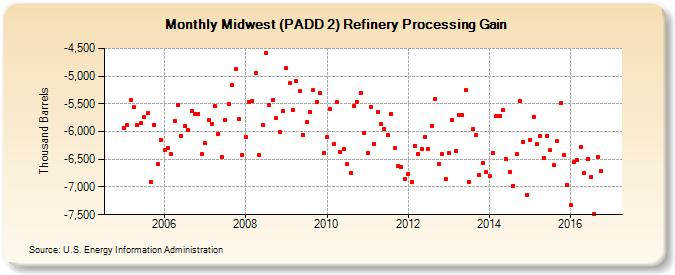 Monthly Midwest (PADD 2) Refinery Processing Gain
Thousand Barrels
-4,500
-5,000
-5,500
-6,000
-6,500
-7,000
-7,500
2006 2008 2010 2012 2014 2016
Source: U.S. Energy Information Administration